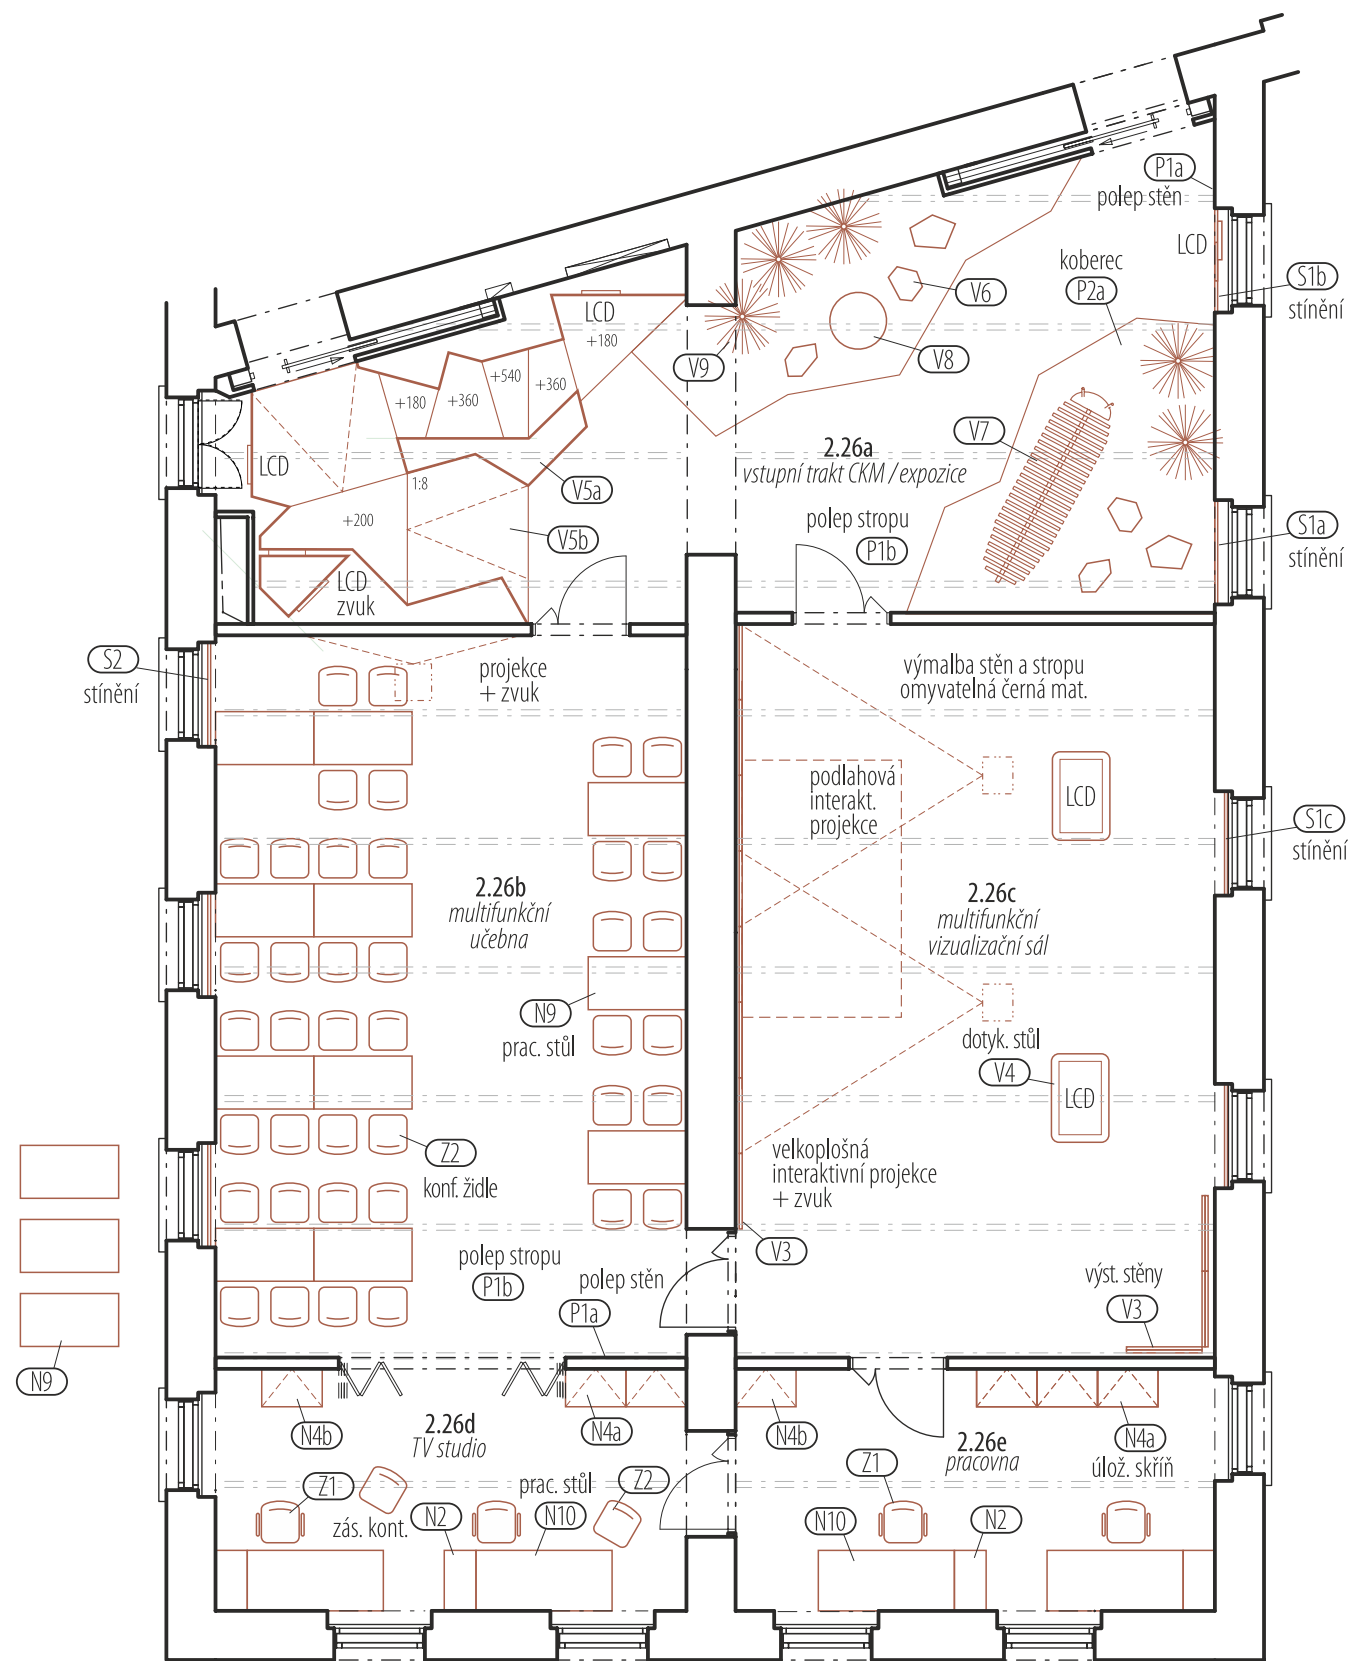 P1a
polep stěn
LCD
koberec
P2a
S1b
stínění
V6
V8
V9
LCD
+180
+540
+360
+180
+360
LCD
1:8
+200
V5a
V5b
LCD
zvuk
V7
2.26a
vstupní trakt CKM / expozice
polep stropu
P1b
S1a
stínění
S2
stínění
projekce
+ zvuk
výmalba stěn a stropu
omyvatelná černá mat.
podlahová
interakt.
projekce
LCD
S1c
stínění
2.26b
multifunkční
učebna
2.26c
multifunkční
vizualizační sál
N9
prac. stůl
dotyk. stůl
V4
LCD
Z2
konf. židle
velkoplošná
interaktivní projekce
+ zvuk
V3
polep stropu
P1b
polep stěn
P1a
výst. stěny
V3
N9
N4b
2.26d
TV studio
N4a
N4b
2.26e
pracovna
N4a
úlož. skříň
Z1
zás. kont.
prac. stůl
N2
N10
Z2
Z1
N10
N2